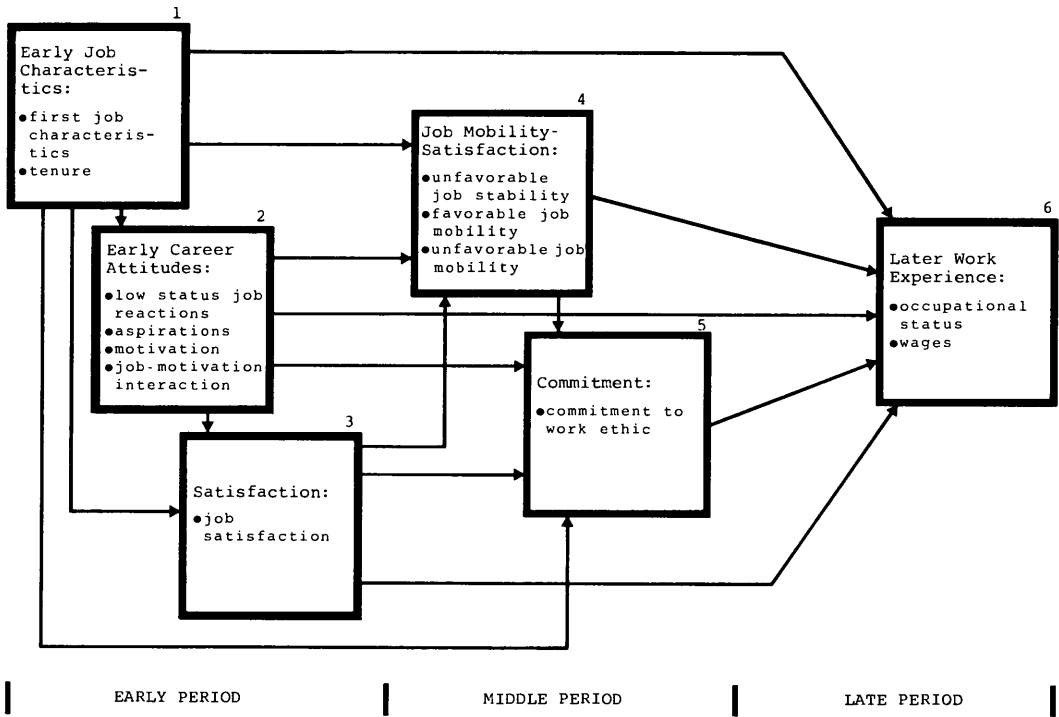 1
Early Job
Characteris-
tics:
●first job
characteris-
tics
●tenure
2
Early Career
Attitudes:
●low status job
reactions
●aspirations
●motivation
●job-motivation
interaction
3
Satisfaction:
●job
satisfaction
4
Job Mobility-
Satisfaction:
●unfavorable
job stability
●favorable job
mobility
●unfavorable job
mobility
5
Commitment:
●commitment to
work ethic
6
Later Work
Experience:
●occupational
status
●wages
EARLY PERIOD
MIDDLE PERIOD
LATE PERIOD